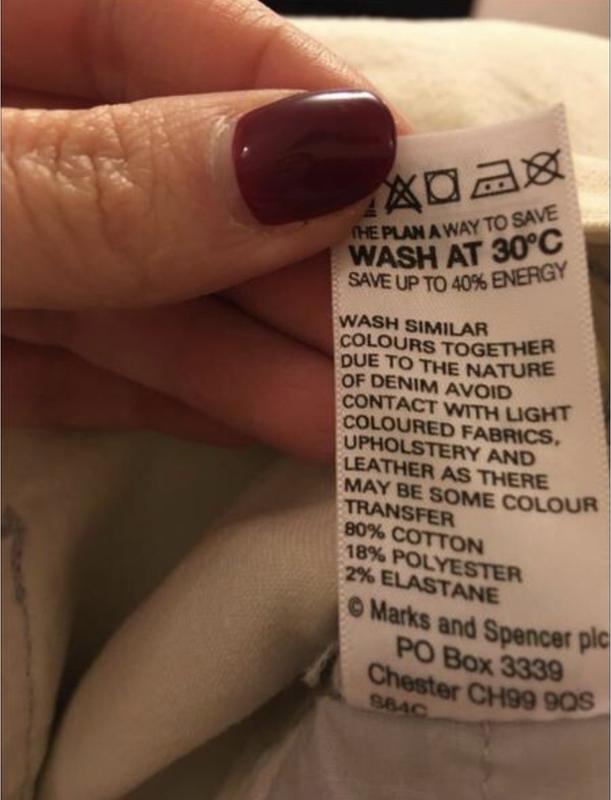 THE PLAN A WAY TO SAVE
WASH AT 30°C
SAVE UP TO 40% ENERGY
WASH SIMILAR
COLOURS TOGETHER
DUE TO THE NATURE
OF DENIM AVOID
CONTACT WITH LIGHT
COLOURED FABRICS,
UPHOLSTERY AND
LEATHER AS THERE
MAY BE SOME COLOUR
TRANSFER
80% COTTON
18% POLYESTER
2% ELASTANE
© Marks and Spencer plc
PO Box 3339
Chester CH99 9QS
S64C